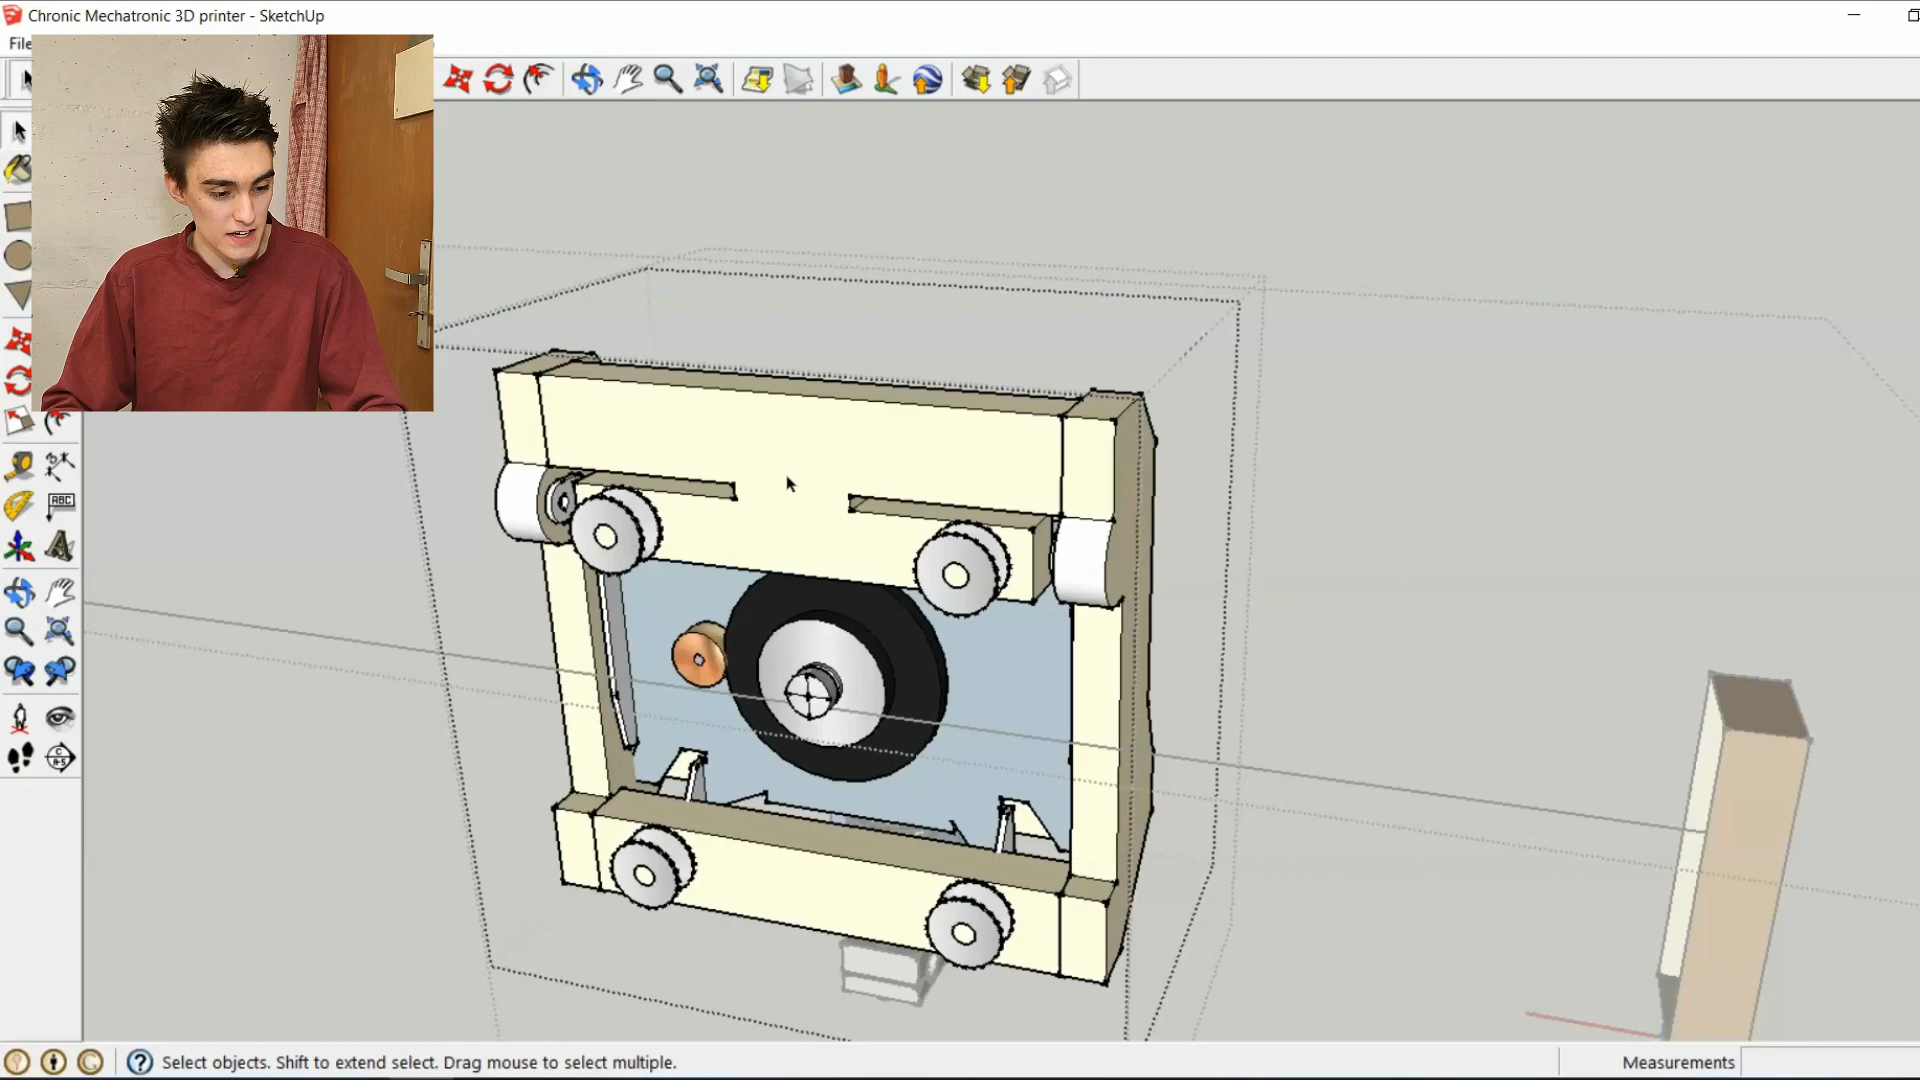 Chronic Mechatronic 3D printer - SketchUp
File
ABC
Select objects. Shift to extend select. Drag mouse to select multiple.
Measurements